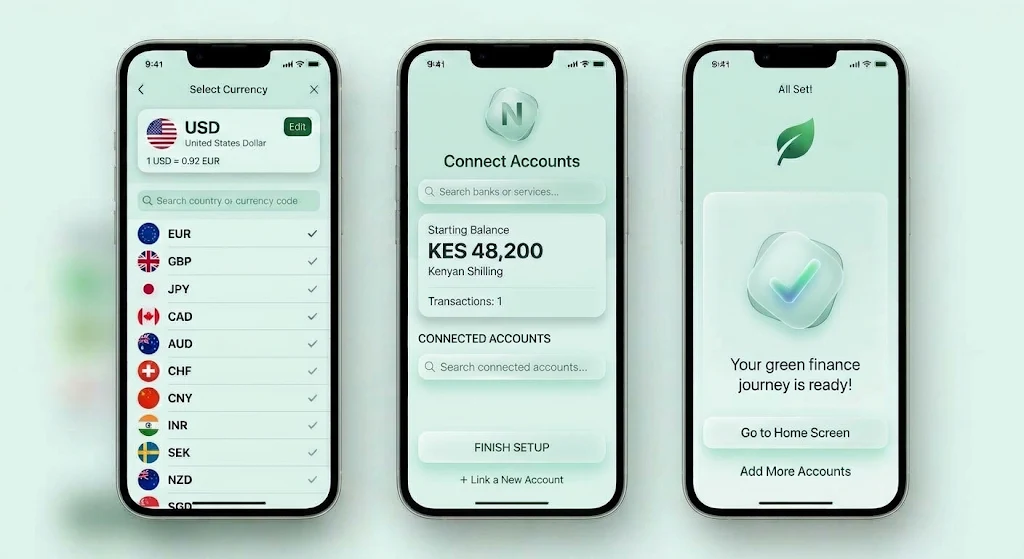 9:41
Select Currency
USD
Edit
United States Dollar
1 USD = 0.92 EUR
Search country or currency code
EUR
GBP
JPY
CAD
AUD
CHF
CNY
INR
SEK
NZD
SGD
9:41
N
Connect Accounts
Search banks or services...
Starting Balance
KES 48,200
Kenyan Shilling
Transactions: 1
CONNECTED ACCOUNTS
Search connected accounts...
FINISH SETUP
+ Link a New Account
9:41
All Set!
Your green finance
journey is ready!
Go to Home Screen
Add More Accounts